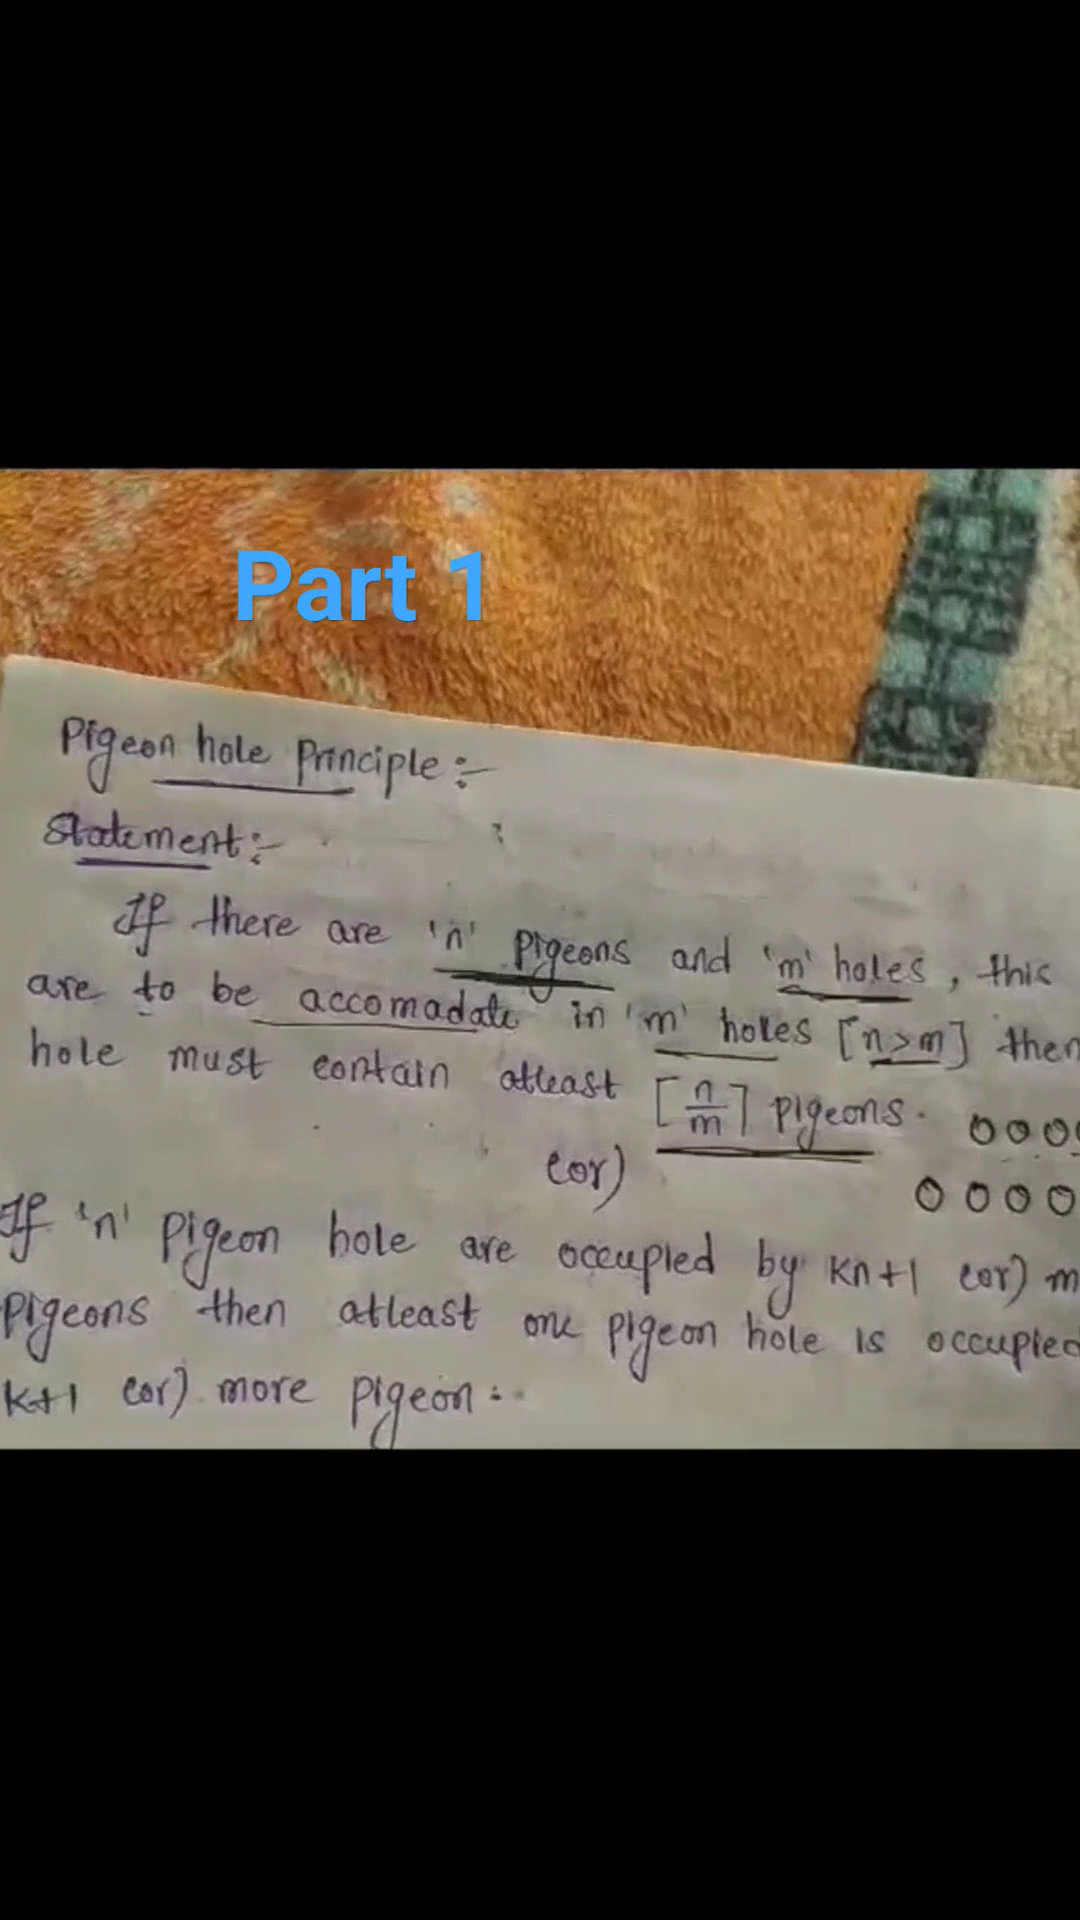 Part 1
Pigeon hole Principle :-
Statement :-
If there are 'n' pigeons and 'm' holes, this
are to be accomadate in 'm' holes [n>m] then
hole must contain atleast [n/m] pigeons.
(or)
If 'n' pigeon hole are occupied by kn+1 (or) m
pigeons then atleast one pigeon hole is occupied
k+1 (or) more pigeon :-